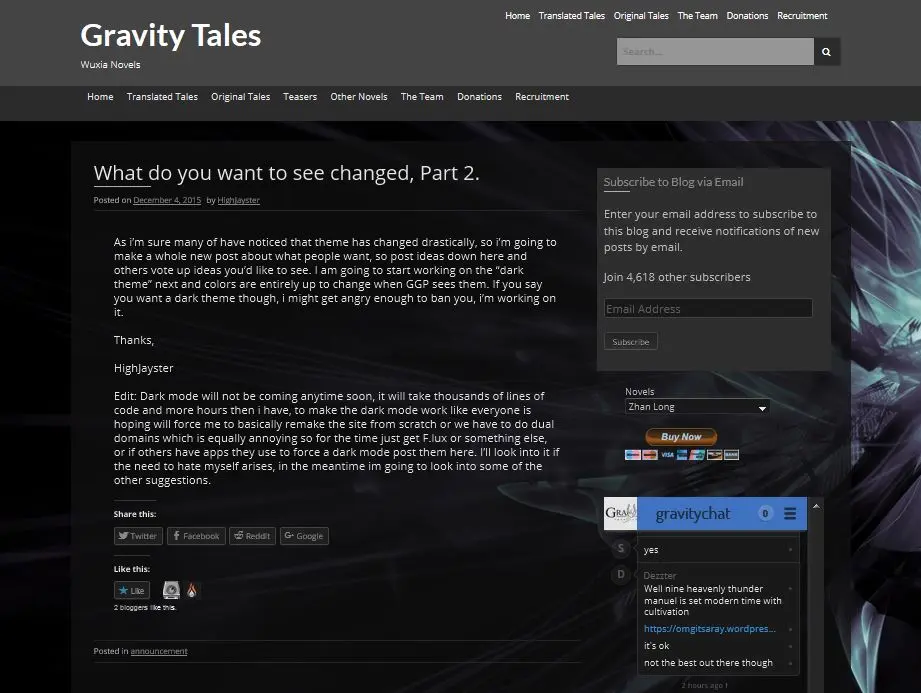 Home Translated Tales Original Tales The Team Donations Recruitment
Gravity Tales
Search...
Wuxia Novels
Home Translated Tales Original Tales Teasers Other Novels The Team Donations Recruitment
What do you want to see changed, Part 2.
Posted on December 4, 2015 by HighJayster
As i’m sure many of have noticed that theme has changed drastically, so i’m going to
make a whole new post about what people want, so post ideas down here and
others vote up ideas you’d like to see. I am going to start working on the “dark
theme” next and colors are entirely up to change when GGP sees them. If you say
you want a dark theme though, i might get angry enough to ban you, i’m working on
it.
Thanks,
HighJayster
Edit: Dark mode will not be coming anytime soon, it will take thousands of lines of
code and more hours then i have, to make the dark mode work like everyone is
hoping will force me to basically remake the site from scratch or we have to do dual
domains which is equally annoying so for the time just get F.lux or something else,
or if others have apps they use to force a dark mode post them here. I’ll look into it if
the need to hate myself arises, in the meantime im going to look into some of the
other suggestions.
Share this:
Twitter Facebook Reddit Google
Like this:
Like
2 bloggers like this.
Posted in announcement
Subscribe to Blog via Email
Enter your email address to subscribe to
this blog and receive notifications of new
posts by email.
Join 4,618 other subscribers
Email Address
Subscribe
Novels
Zhan Long
Buy Now
VISA
gravitychat 0
S
yes
D
Dezzter
Well nine heavenly thunder
manuel is set modern time with
cultivation
https://omgitsaray.wordpres...
it's ok
not the best out there though
2 hours ago